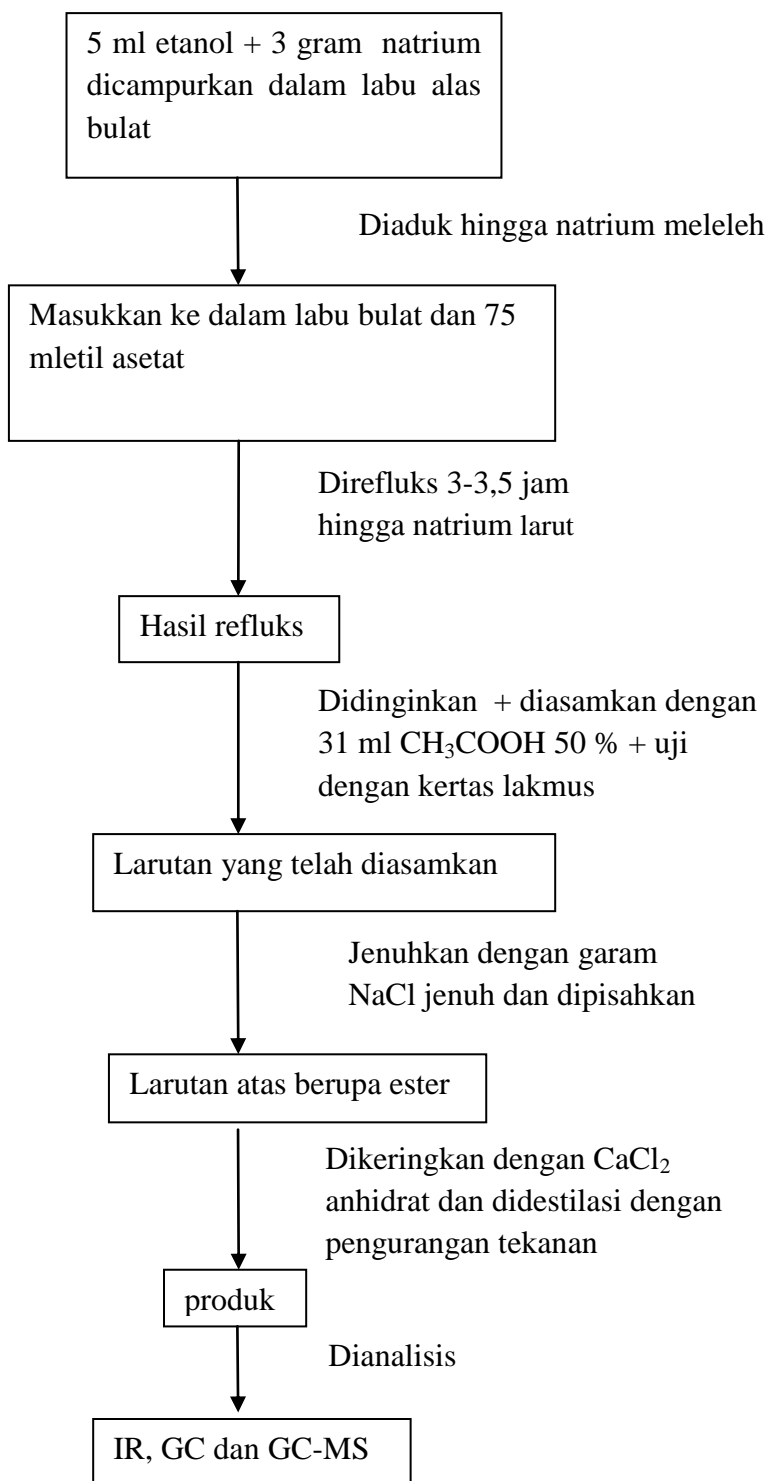 5 ml etanol + 3 gram natrium
dicampurkan dalam labu alas
bulat
Diaduk hingga natrium meleleh
Masukkan ke dalam labu bulat dan 75
mletil asetat
Direfluks 3-3,5 jam
hingga natrium larut
Hasil refluks
Didinginkan + diasamkan dengan
31 ml CH₃COOH 50 % + uji
dengan kertas lakmus
Larutan yang telah diasamkan
Jenuhkan dengan garam
NaCl jenuh dan dipisahkan
Larutan atas berupa ester
Dikeringkan dengan CaCl₂
anhidrat dan didestilasi dengan
pengurangan tekanan
produk
Dianalisis
IR, GC dan GC-MS